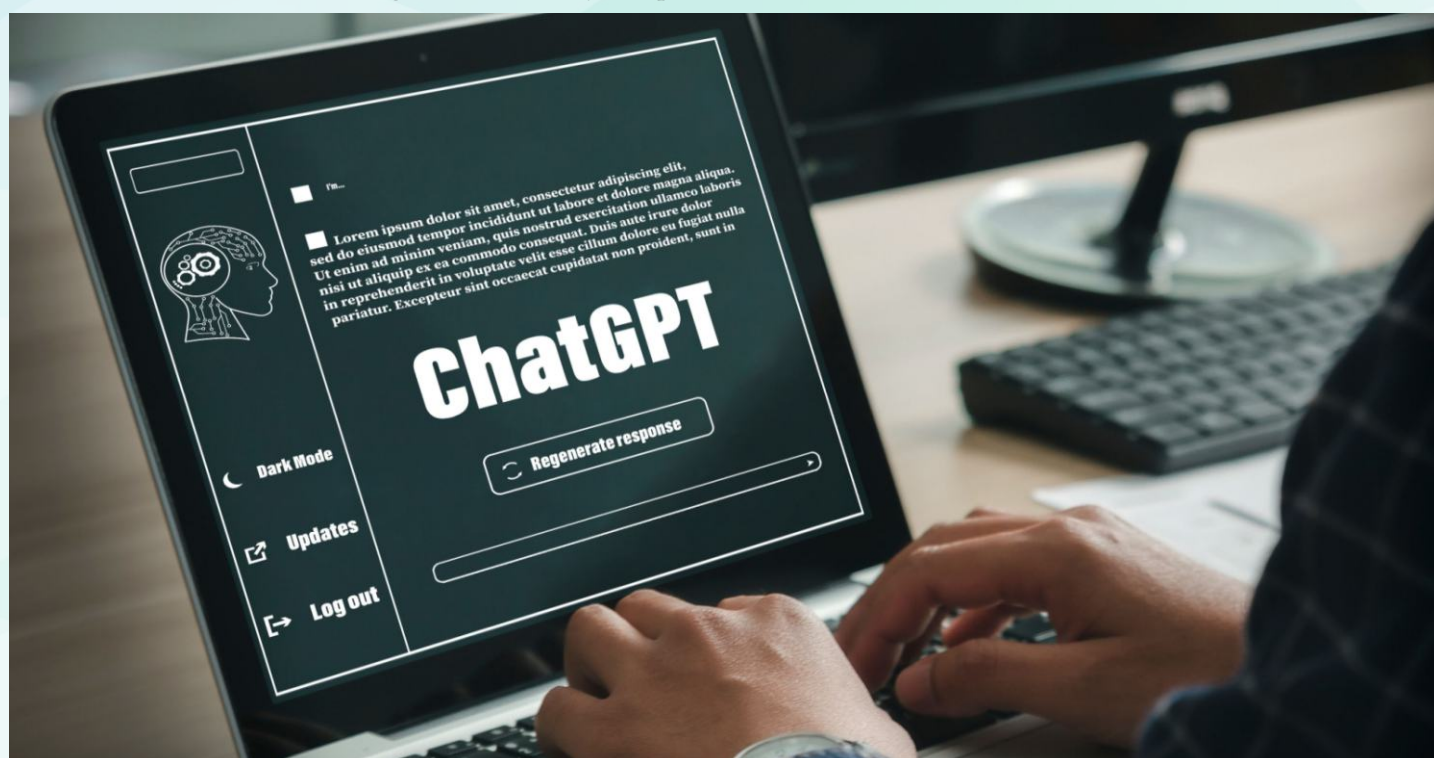 I'm...
Lorem ipsum dolor sit amet, consectetur adipiscing elit,
sed do eiusmod tempor incididunt ut labore et dolore magna aliqua.
Ut enim ad minim veniam, quis nostrud exercitation ullamco laboris
nisi ut aliquip ex ea commodo consequat. Duis aute irure dolor
in reprehenderit in voluptate velit esse cillum dolore eu fugiat nulla
pariatur. Excepteur sint occaecat cupidatat non proident, sunt in
ChatGPT
Regenerate response
Dark Mode
Updates
Log out